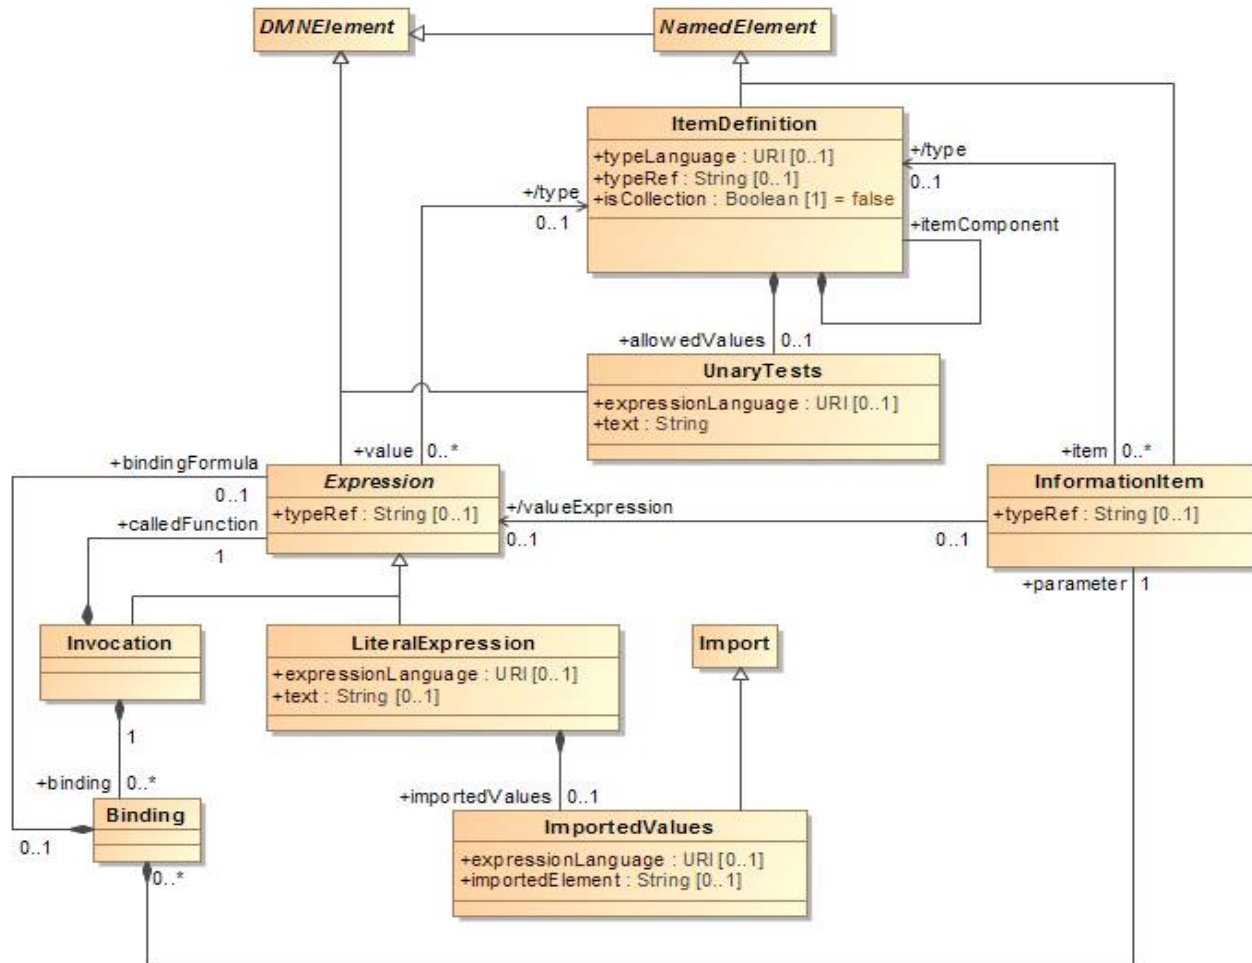 DMNElement
NamedElement
ItemDefinition
+typeLanguage : URI [0..1]
+typeRef : String [0..1]
+isCollection : Boolean [1] = false
+/type
0..1
+/type
0..1
+itemComponent
+allowedValues
0..1
UnaryTests
+expressionLanguage : URI [0..1]
+text : String
+value
0..*
+item
0..*
+bindingFormula
0..1
Expression
+typeRef : String [0..1]
InformationItem
+typeRef : String [0..1]
+/valueExpression
0..1
0..1
+calledFunction
1
+parameter
1
Invocation
LiteralExpression
+expressionLanguage : URI [0..1]
+text : String [0..1]
Import
1
+binding
0..*
+importedValues
0..1
Binding
0..1
0..*
ImportedValues
+expressionLanguage : URI [0..1]
+importedElement : String [0..1]